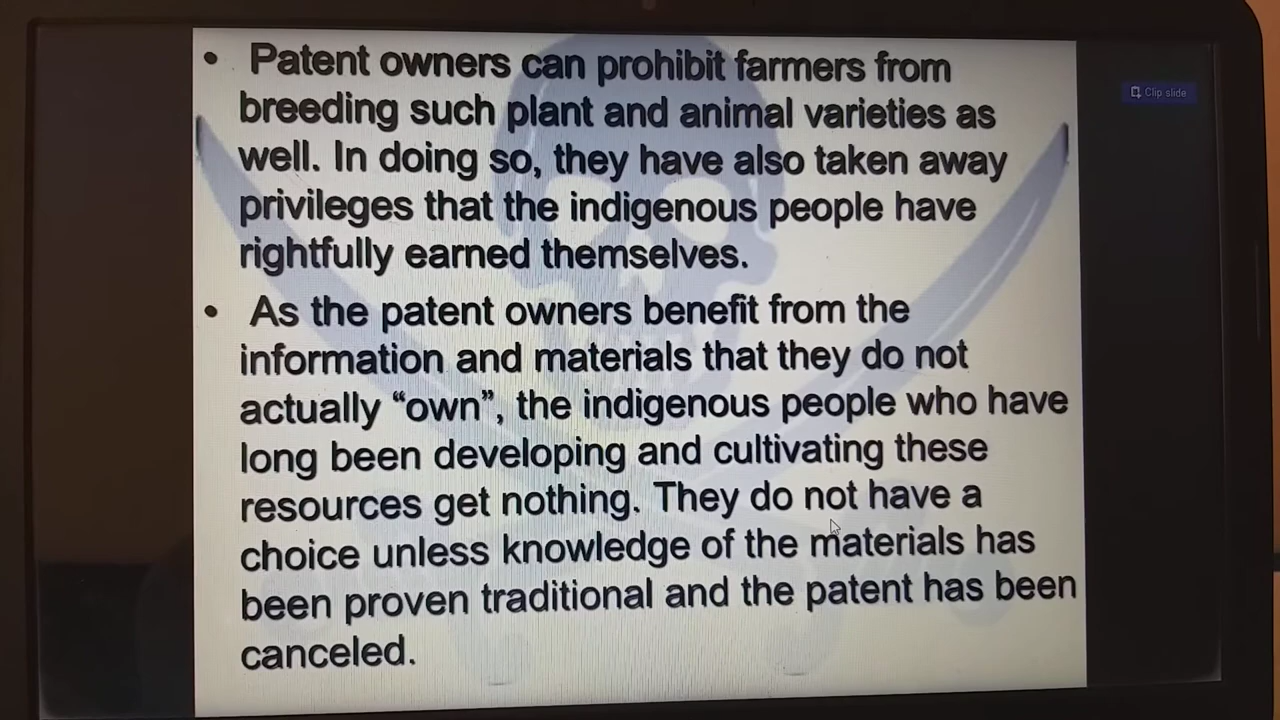 • Patent owners can prohibit farmers from
breeding such plant and animal varieties as
well. In doing so, they have also taken away
privileges that the indigenous people have
rightfully earned themselves.
• As the patent owners benefit from the
information and materials that they do not
actually “own”, the indigenous people who have
long been developing and cultivating these
resources get nothing. They do not have a
choice unless knowledge of the materials has
been proven traditional and the patent has been
canceled.
Clip slide